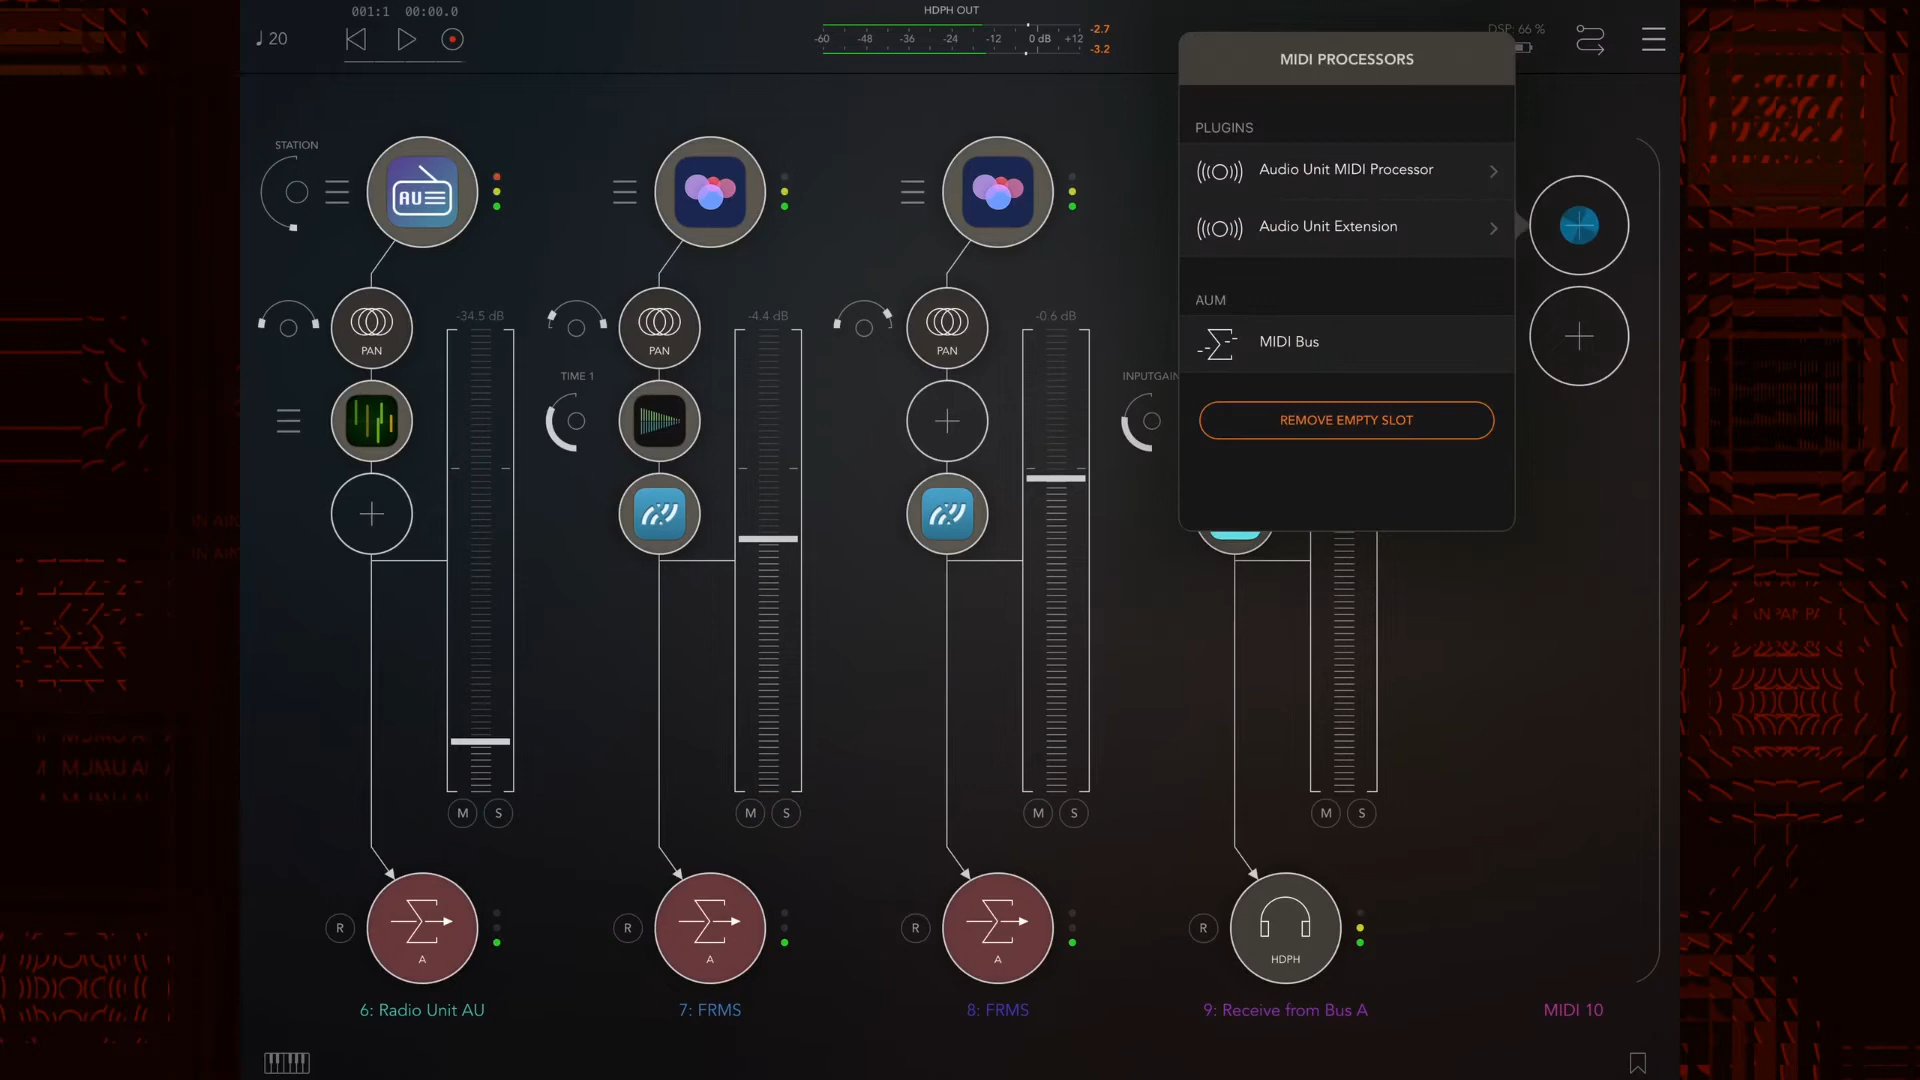 001:1 00:00.0
♩ 20
HDPH OUT
-60 -48 -36 -24 -12 0 dB +12
-2.7
-3.2
DSP: 66 %
MIDI PROCESSORS
PLUGINS
Audio Unit MIDI Processor
Audio Unit Extension
AUM
MIDI Bus
REMOVE EMPTY SLOT
STATION
AU
PAN
-34.5 dB
PAN
-4.4 dB
PAN
-0.6 dB
TIME 1
INPUTGAIN
M S
M S
M S
M S
R
A
R
A
R
A
R
HDPH
6: Radio Unit AU
7: FRMS
8: FRMS
9: Receive from Bus A
MIDI 10